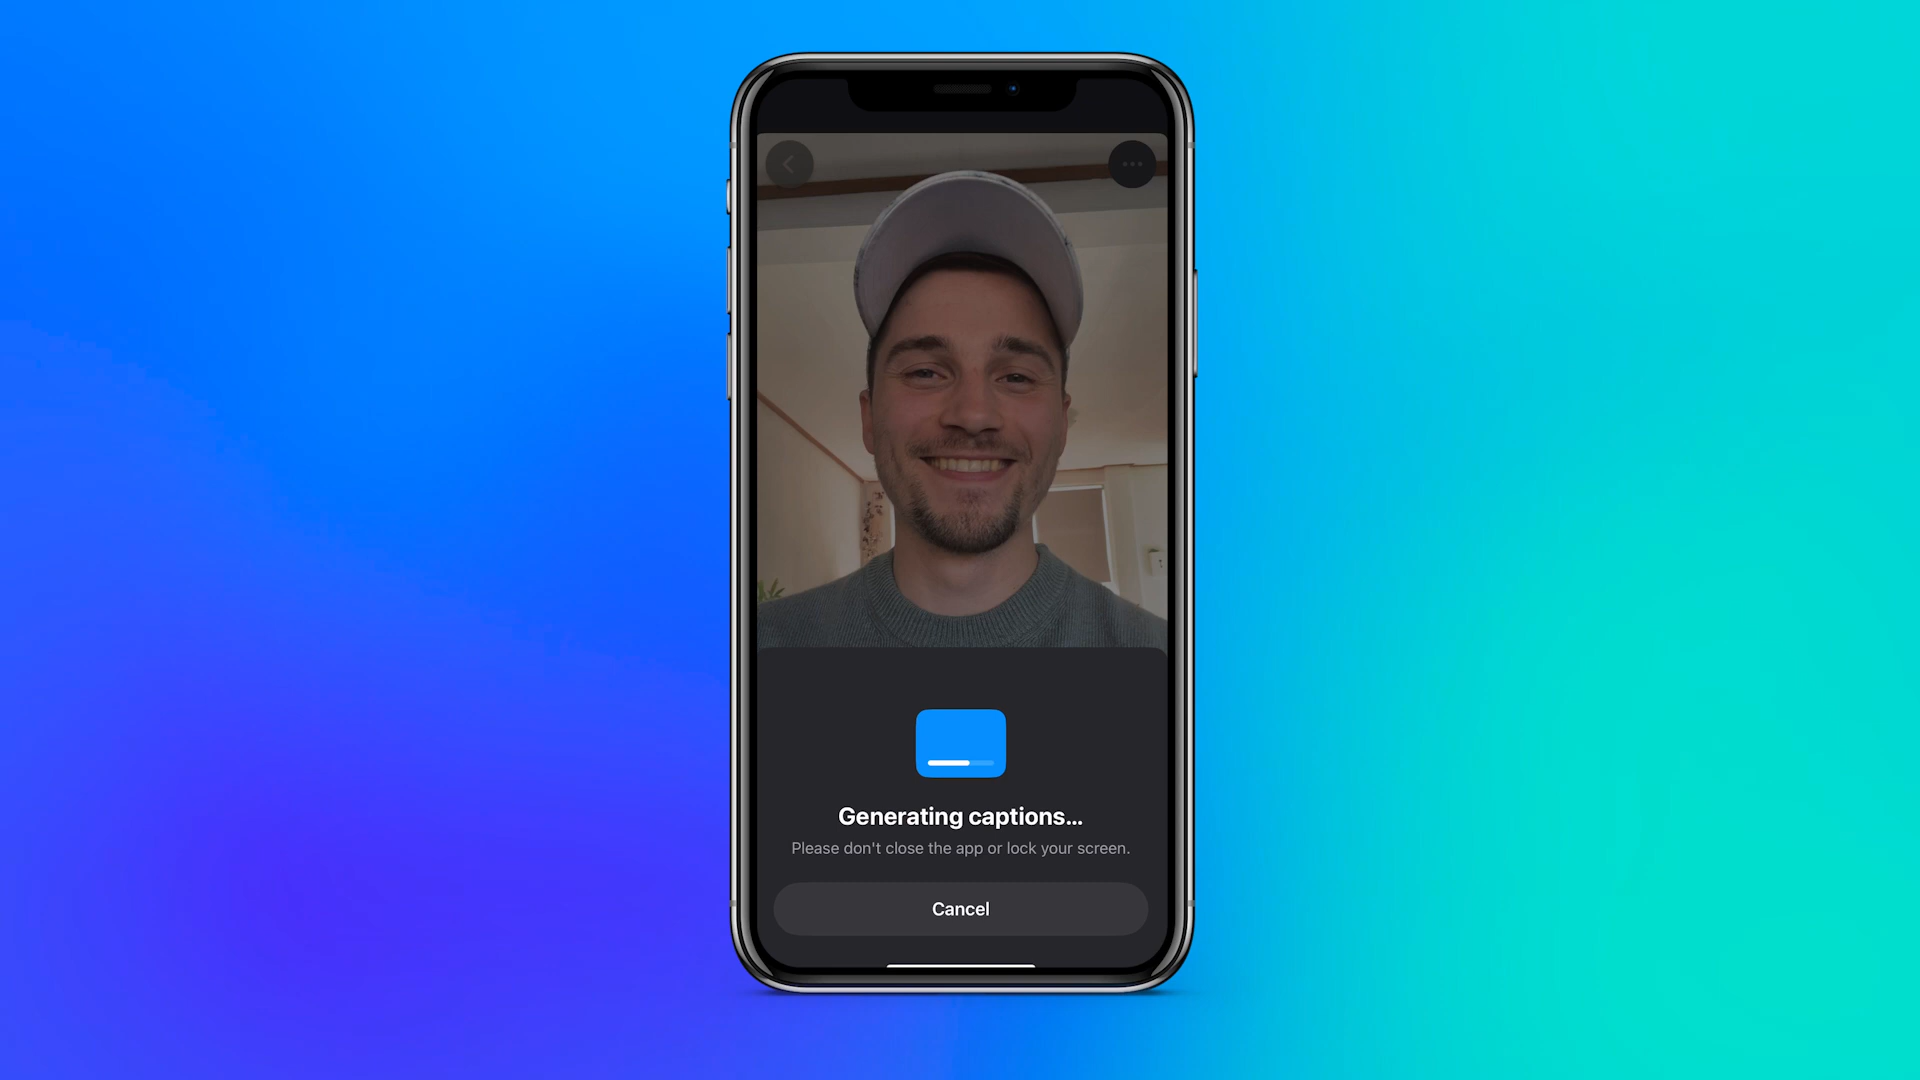 Generating captions...
Please don't close the app or lock your screen.
Cancel